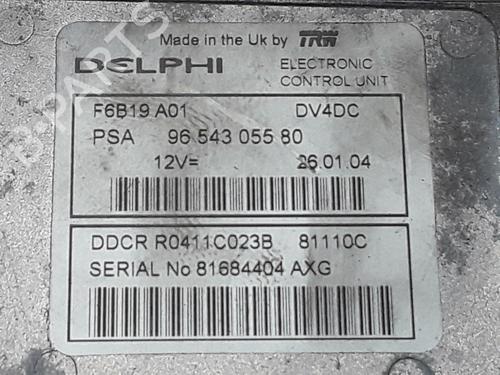 Made in the Uk by TRW
DELPHI
ELECTRONIC
CONTROL UNIT
F6B19 A01 DV4DC
PSA 96 543 055 80
12V= 26.01.04
DDCR R0411C023B 81110C
SERIAL No 81684404 AXG
B-PARTS